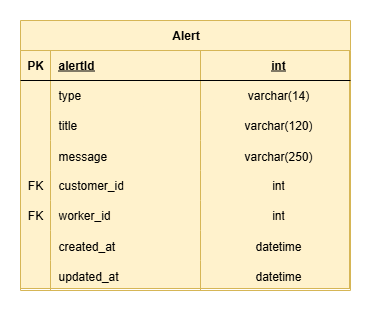 Alert
PK alertId int
type varchar(14)
title varchar(120)
message varchar(250)
FK customer_id int
FK worker_id int
created_at datetime
updated_at datetime